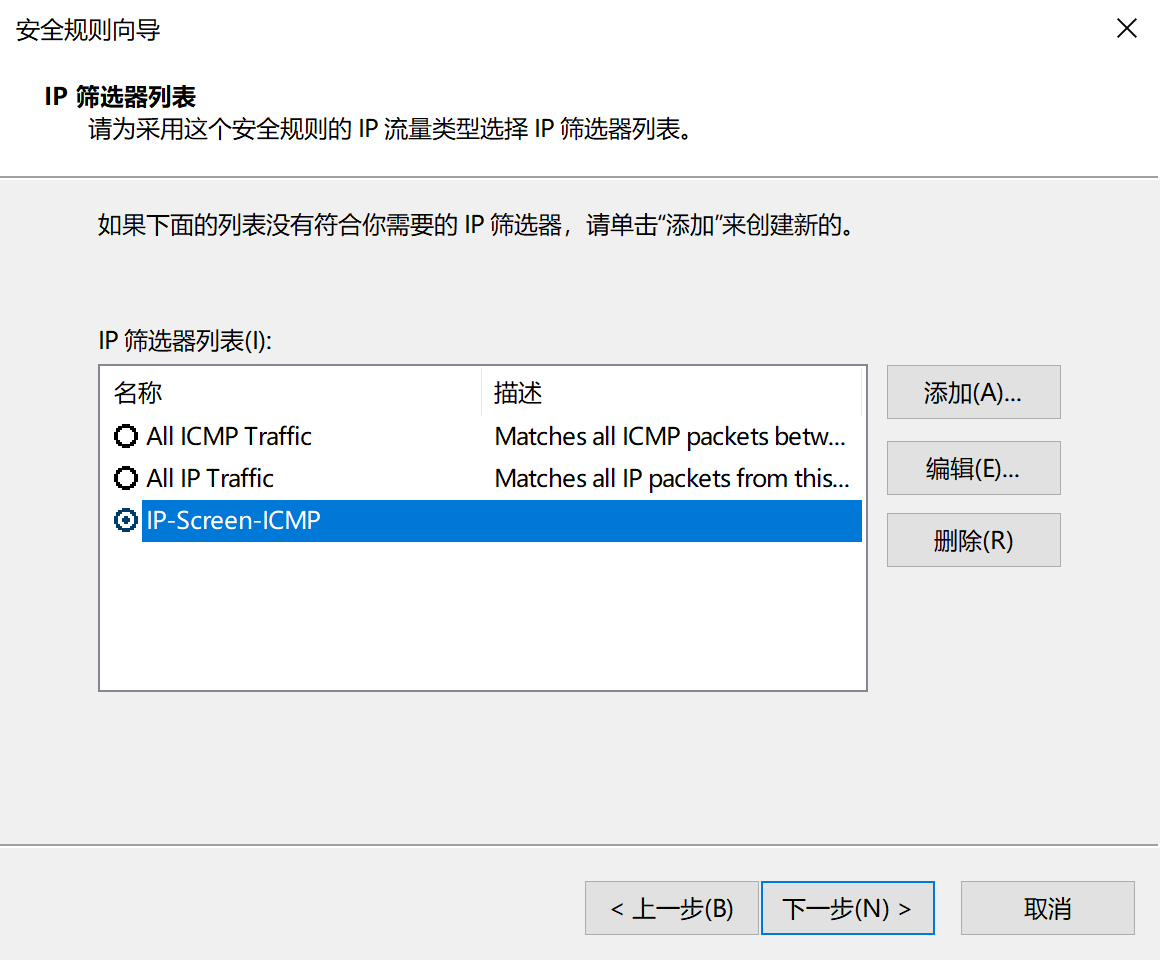 安全规则向导
IP 筛选器列表
请为采用这个安全规则的 IP 流量类型选择 IP 筛选器列表。
如果下面的列表没有符合你需要的 IP 筛选器，请单击“添加”来创建新的。
IP 筛选器列表(I):
名称 描述
All ICMP Traffic Matches all ICMP packets betw...
All IP Traffic Matches all IP packets from this...
IP-Screen-ICMP
添加(A)...
编辑(E)...
删除(R)
< 上一步(B) 下一步(N) > 取消